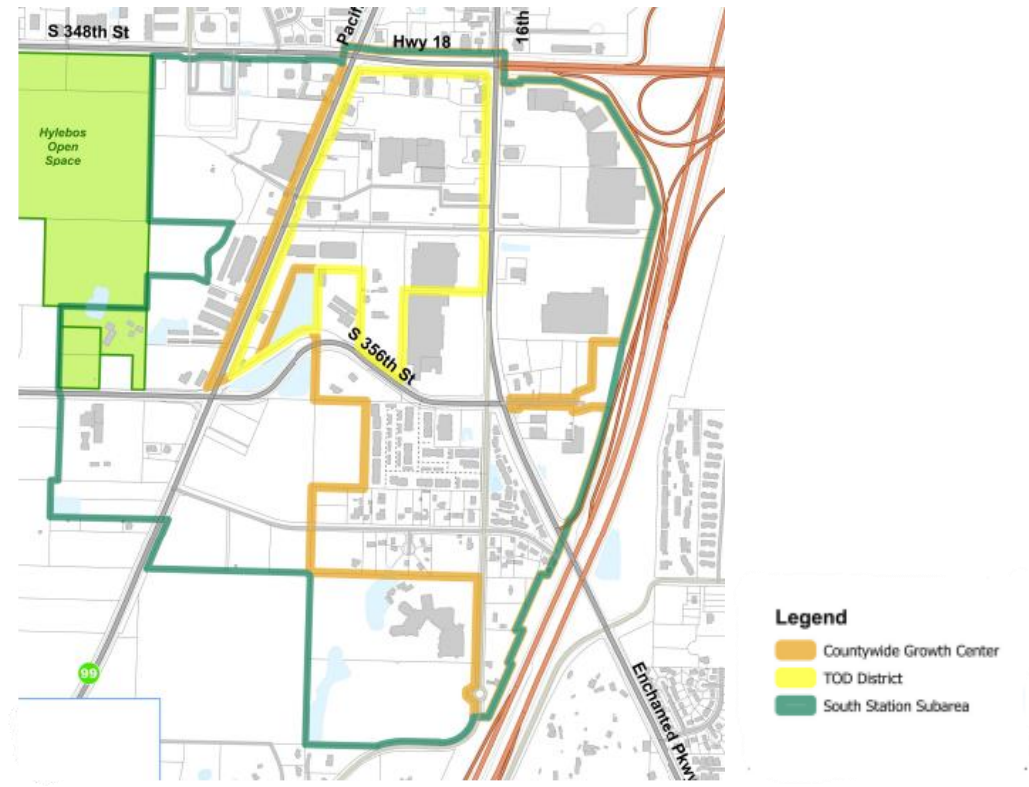 S 348th St
Pacifi
Hwy 18
16th
Hylebos
Open
Space
S 356th St
99
Enchanted Pkwy
Legend
Countywide Growth Center
TOD District
South Station Subarea